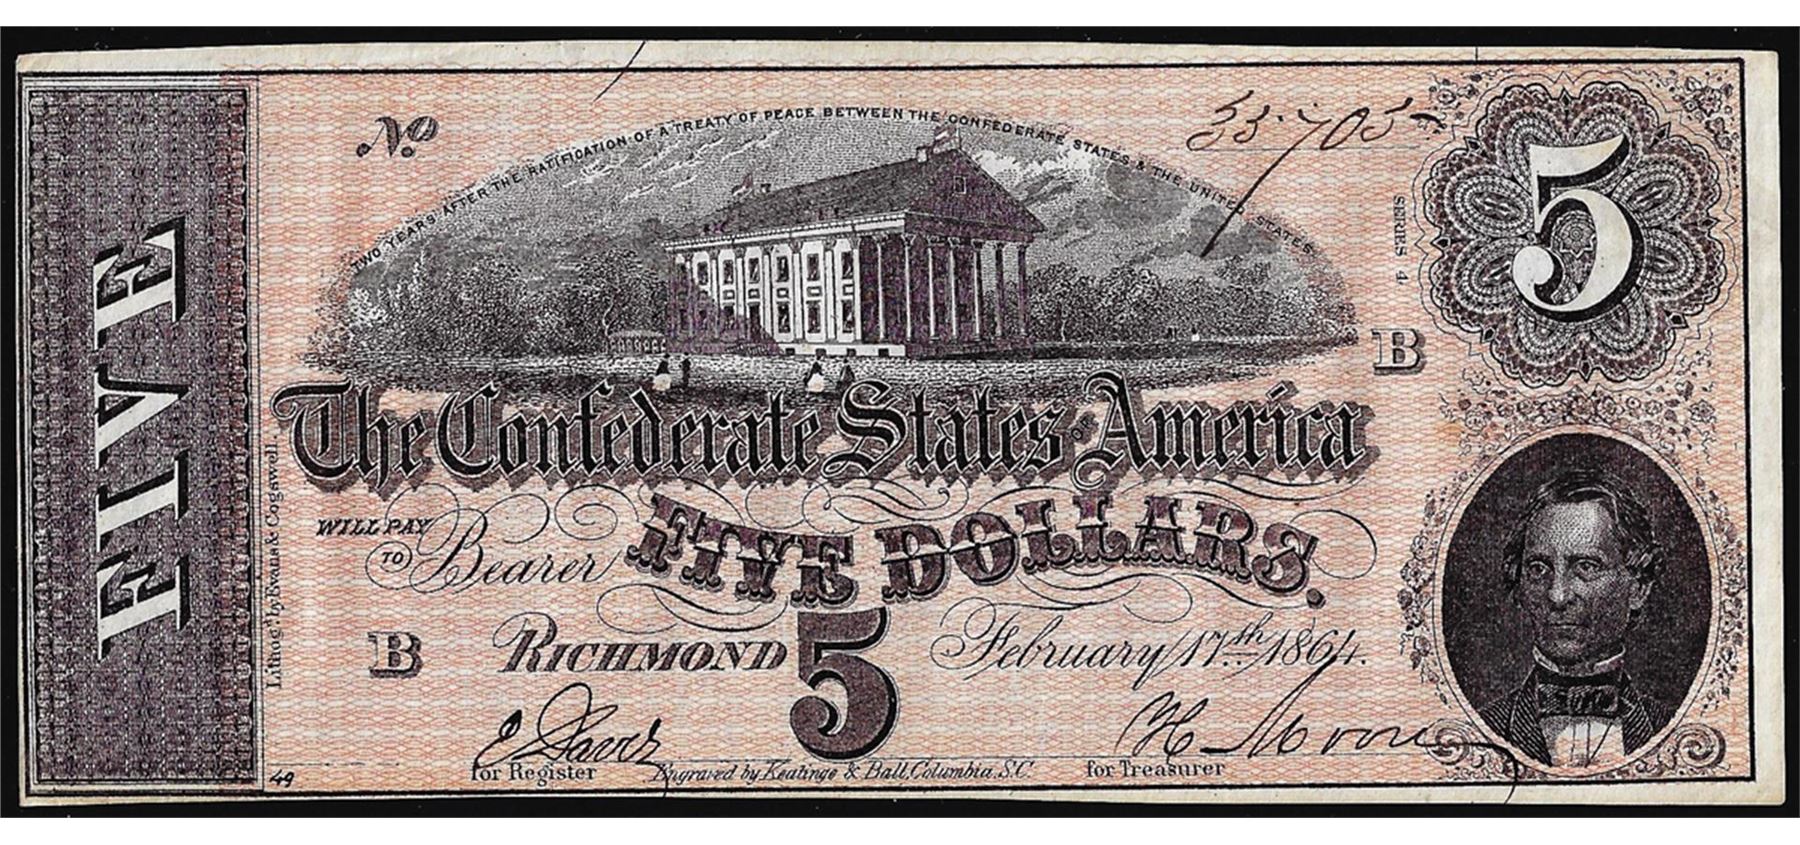 No
33705
TWO YEARS AFTER THE RATIFICATION OF A TREATY OF PEACE BETWEEN THE CONFEDERATE STATES & THE UNITED STATES
SERIES 4
5
B
FIVE
The Confederate States OF America
WILL PAY
TO Bearer FIVE DOLLARS.
B RICHMOND 5 February 17th 1864.
Lithog'd by Evans & Cogswell.
for Register
Engraved by Keatinge & Ball, Columbia, S.C.
for Treasurer
49